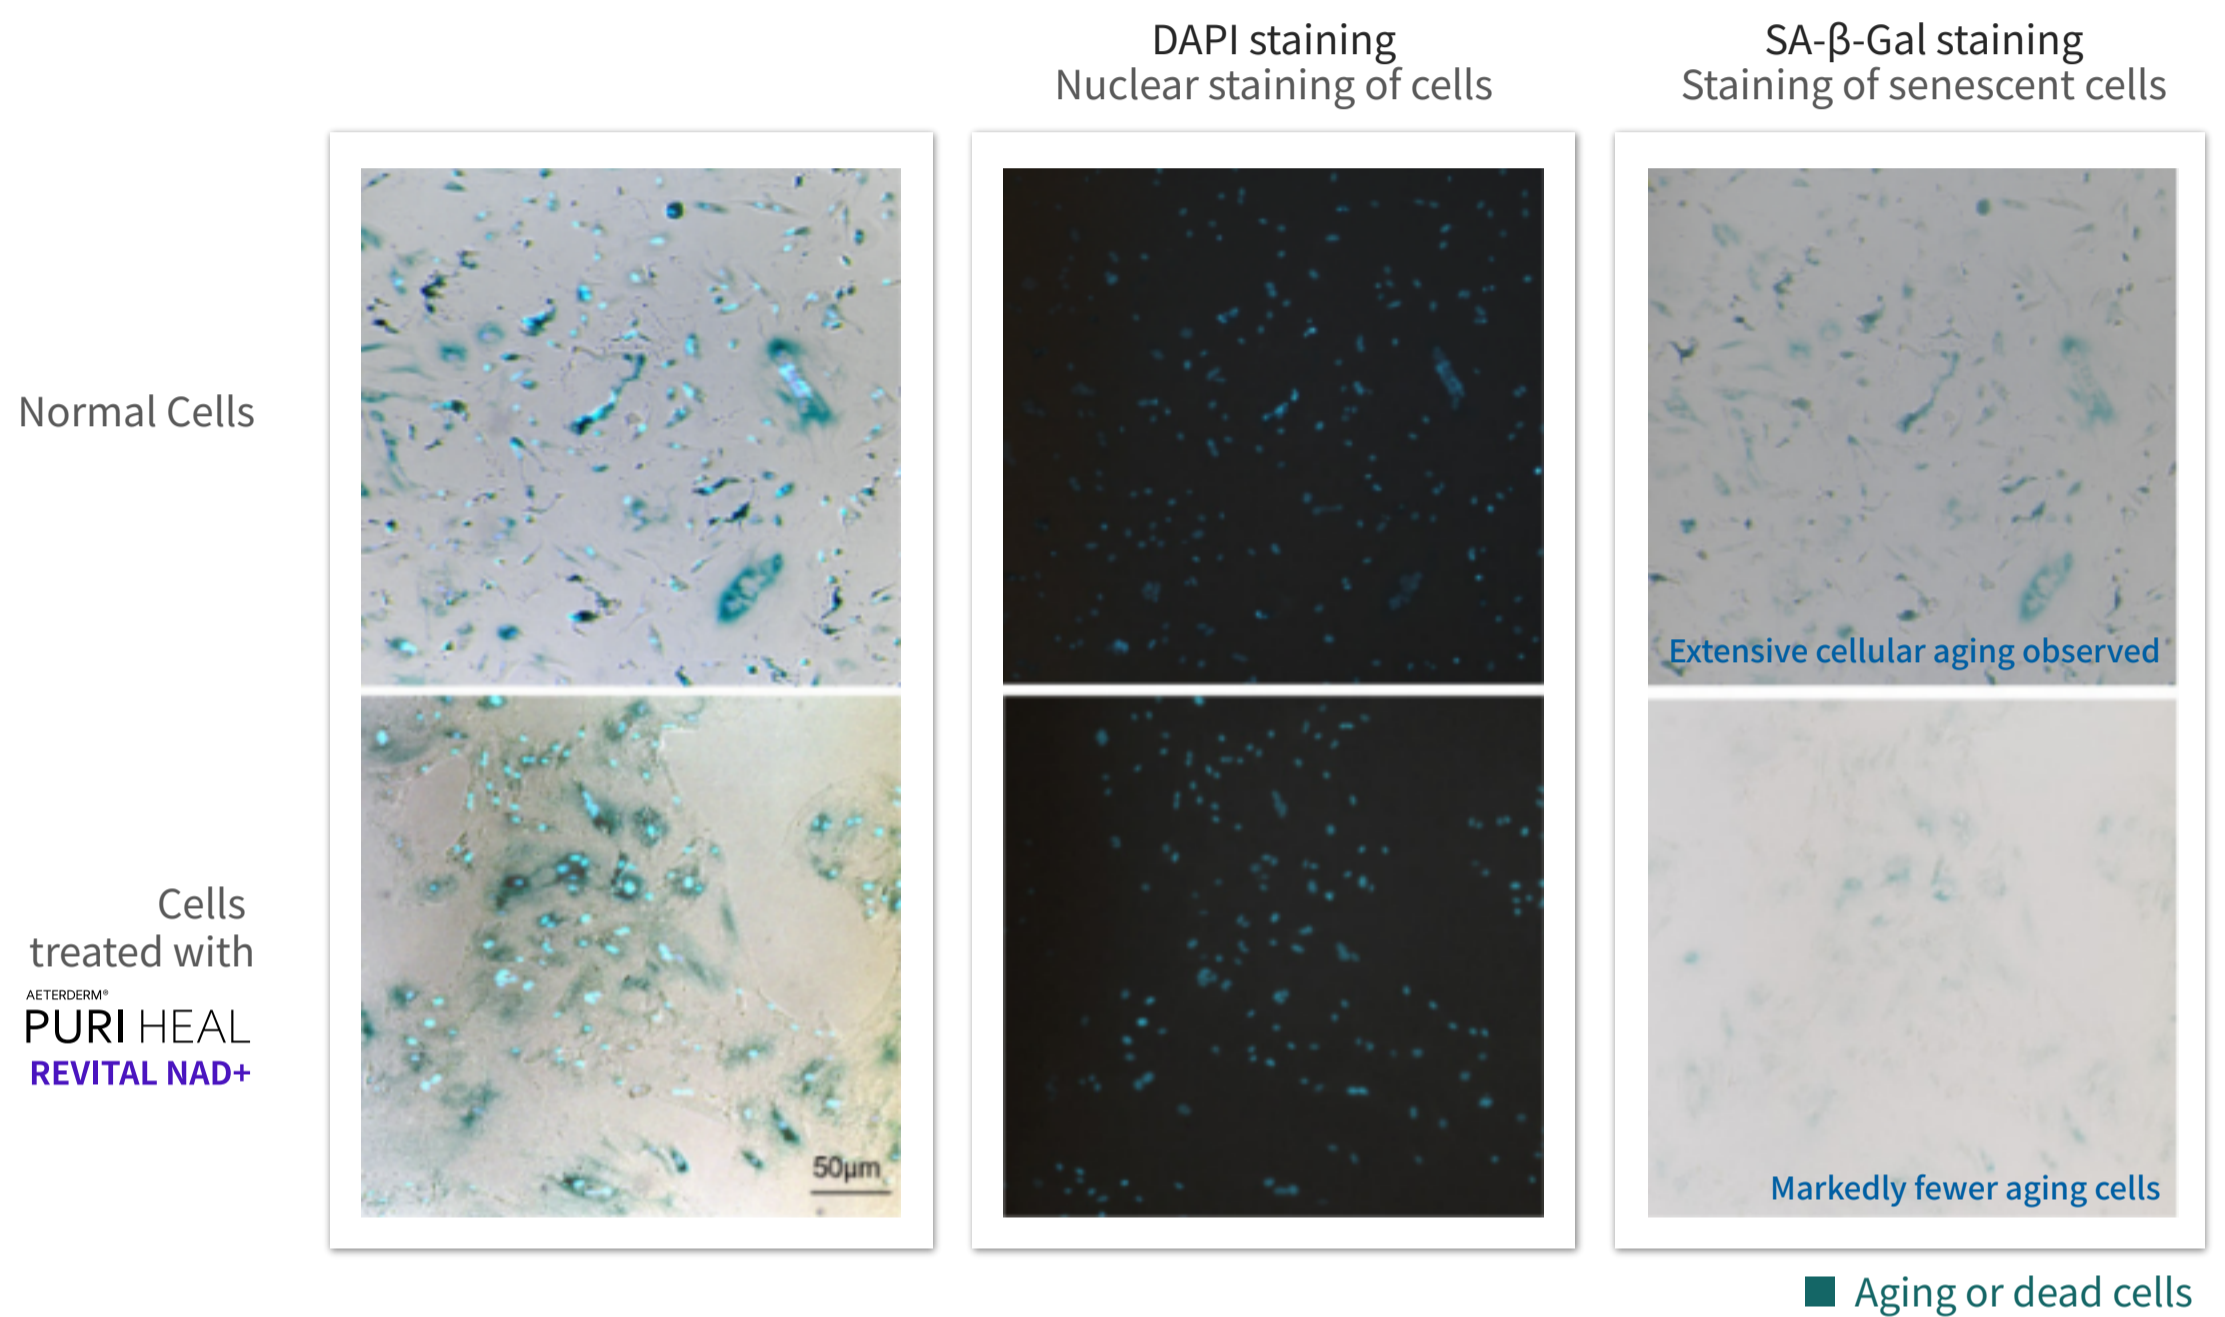 DAPI staining
Nuclear staining of cells
SA-β-Gal staining
Staining of senescent cells
Normal Cells
Extensive cellular aging observed
Cells
treated with
AETERDERM®
PURI HEAL
REVITAL NAD+
50μm
Markedly fewer aging cells
Aging or dead cells